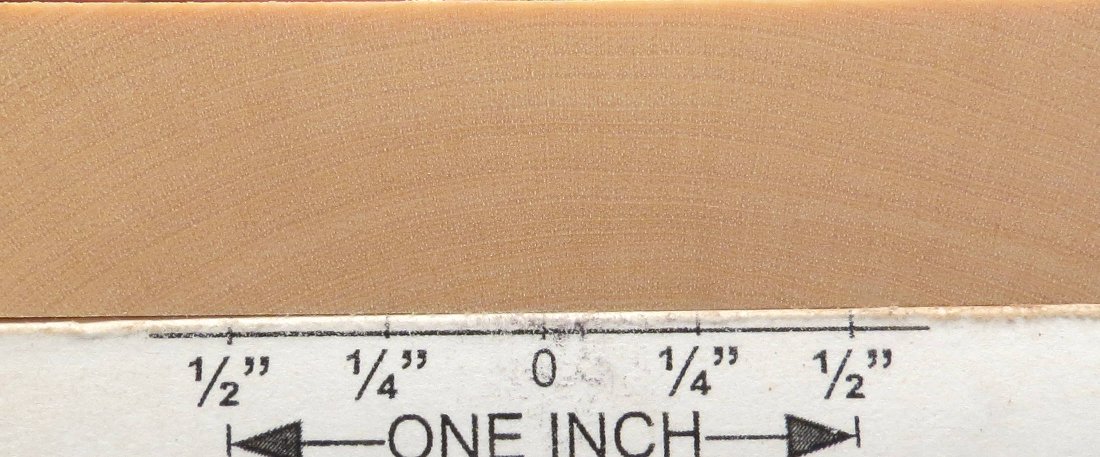 ½” ¼” 0 ¼” ½”
ONE INCH